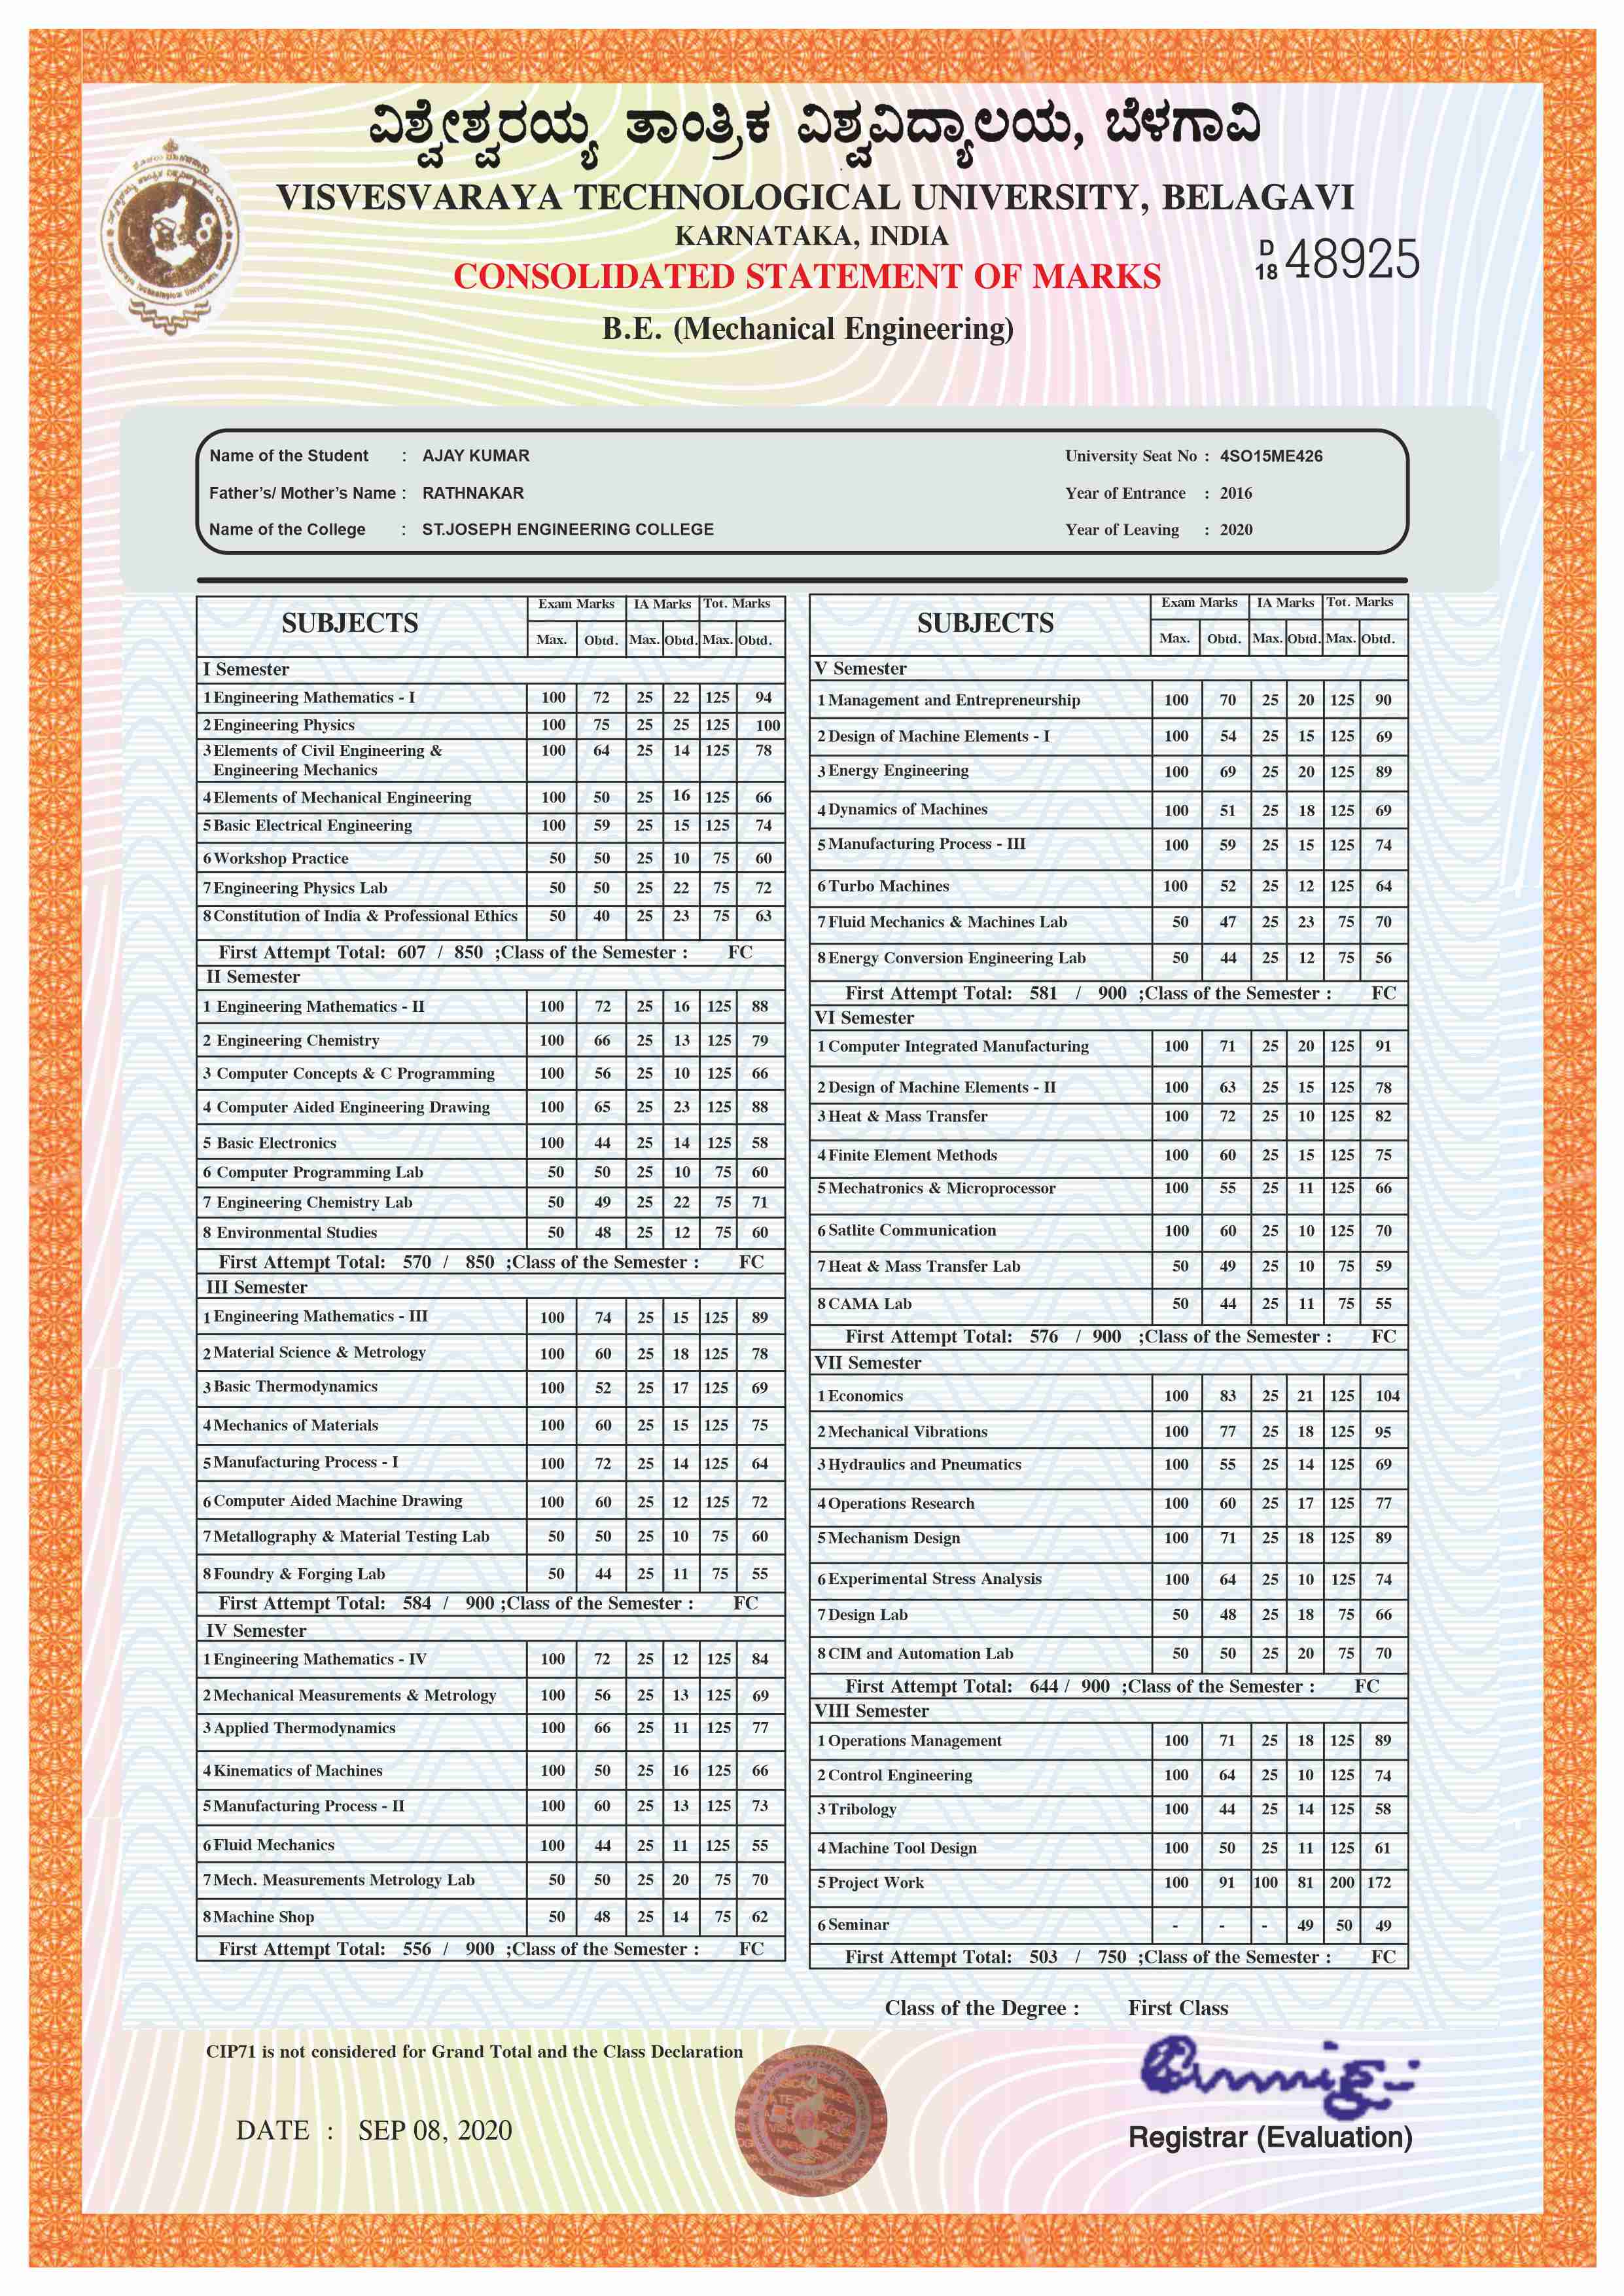 ವಿಶ್ವೇಶ್ವರಯ್ಯ ತಾಂತ್ರಿಕ ವಿಶ್ವವಿದ್ಯಾಲಯ, ಬೆಳಗಾವಿ
VISVESVARAYA TECHNOLOGICAL UNIVERSITY, BELAGAVI
KARNATAKA, INDIA
D 18 48925
CONSOLIDATED STATEMENT OF MARKS
B.E. (Mechanical Engineering)
Name of the Student : AJAY KUMAR
Father's/ Mother's Name : RATHNAKAR
Name of the College : ST.JOSEPH ENGINEERING COLLEGE
University Seat No : 4SO15ME426
Year of Entrance : 2016
Year of Leaving : 2020
SUBJECTS Exam Marks IA Marks Tot. Marks
Max. Obtd. Max. Obtd. Max. Obtd.
I Semester
1 Engineering Mathematics - I 100 72 25 22 125 94
2 Engineering Physics 100 75 25 25 125 100
3 Elements of Civil Engineering & 100 64 25 14 125 78
Engineering Mechanics
4 Elements of Mechanical Engineering 100 50 25 16 125 66
5 Basic Electrical Engineering 100 59 25 15 125 74
6 Workshop Practice 50 50 25 10 75 60
7 Engineering Physics Lab 50 50 25 22 75 72
8 Constitution of India & Professional Ethics 50 40 25 23 75 63
First Attempt Total: 607 / 850 ;Class of the Semester : FC
II Semester
1 Engineering Mathematics - II 100 72 25 16 125 88
2 Engineering Chemistry 100 66 25 13 125 79
3 Computer Concepts & C Programming 100 56 25 10 125 66
4 Computer Aided Engineering Drawing 100 65 25 23 125 88
5 Basic Electronics 100 44 25 14 125 58
6 Computer Programming Lab 50 50 25 10 75 60
7 Engineering Chemistry Lab 50 49 25 22 75 71
8 Environmental Studies 50 48 25 12 75 60
First Attempt Total: 570 / 850 ;Class of the Semester : FC
III Semester
1 Engineering Mathematics - III 100 74 25 15 125 89
2 Material Science & Metrology 100 60 25 18 125 78
3 Basic Thermodynamics 100 52 25 17 125 69
4 Mechanics of Materials 100 60 25 15 125 75
5 Manufacturing Process - I 100 72 25 14 125 64
6 Computer Aided Machine Drawing 100 60 25 12 125 72
7 Metallography & Material Testing Lab 50 50 25 10 75 60
8 Foundry & Forging Lab 50 44 25 11 75 55
First Attempt Total: 584 / 900 ;Class of the Semester : FC
IV Semester
1 Engineering Mathematics - IV 100 72 25 12 125 84
2 Mechanical Measurements & Metrology 100 56 25 13 125 69
3 Applied Thermodynamics 100 66 25 11 125 77
4 Kinematics of Machines 100 50 25 16 125 66
5 Manufacturing Process - II 100 60 25 13 125 73
6 Fluid Mechanics 100 44 25 11 125 55
7 Mech. Measurements Metrology Lab 50 50 25 20 75 70
8 Machine Shop 50 48 25 14 75 62
First Attempt Total: 556 / 900 ;Class of the Semester : FC
SUBJECTS Exam Marks IA Marks Tot. Marks
Max. Obtd. Max. Obtd. Max. Obtd.
V Semester
1 Management and Entrepreneurship 100 70 25 20 125 90
2 Design of Machine Elements - I 100 54 25 15 125 69
3 Energy Engineering 100 69 25 20 125 89
4 Dynamics of Machines 100 51 25 18 125 69
5 Manufacturing Process - III 100 59 25 15 125 74
6 Turbo Machines 100 52 25 12 125 64
7 Fluid Mechanics & Machines Lab 50 47 25 23 75 70
8 Energy Conversion Engineering Lab 50 44 25 12 75 56
First Attempt Total: 581 / 900 ;Class of the Semester : FC
VI Semester
1 Computer Integrated Manufacturing 100 71 25 20 125 91
2 Design of Machine Elements - II 100 63 25 15 125 78
3 Heat & Mass Transfer 100 72 25 10 125 82
4 Finite Element Methods 100 60 25 15 125 75
5 Mechatronics & Microprocessor 100 55 25 11 125 66
6 Satlite Communication 100 60 25 10 125 70
7 Heat & Mass Transfer Lab 50 49 25 10 75 59
8 CAMA Lab 50 44 25 11 75 55
First Attempt Total: 576 / 900 ;Class of the Semester : FC
VII Semester
1 Economics 100 83 25 21 125 104
2 Mechanical Vibrations 100 77 25 18 125 95
3 Hydraulics and Pneumatics 100 55 25 14 125 69
4 Operations Research 100 60 25 17 125 77
5 Mechanism Design 100 71 25 18 125 89
6 Experimental Stress Analysis 100 64 25 10 125 74
7 Design Lab 50 48 25 18 75 66
8 CIM and Automation Lab 50 50 25 20 75 70
First Attempt Total: 644 / 900 ;Class of the Semester : FC
VIII Semester
1 Operations Management 100 71 25 18 125 89
2 Control Engineering 100 64 25 10 125 74
3 Tribology 100 44 25 14 125 58
4 Machine Tool Design 100 50 25 11 125 61
5 Project Work 100 91 100 81 200 172
6 Seminar - - - 49 50 49
First Attempt Total: 503 / 750 ;Class of the Semester : FC
Class of the Degree : First Class
CIP71 is not considered for Grand Total and the Class Declaration
DATE : SEP 08, 2020
Registrar (Evaluation)